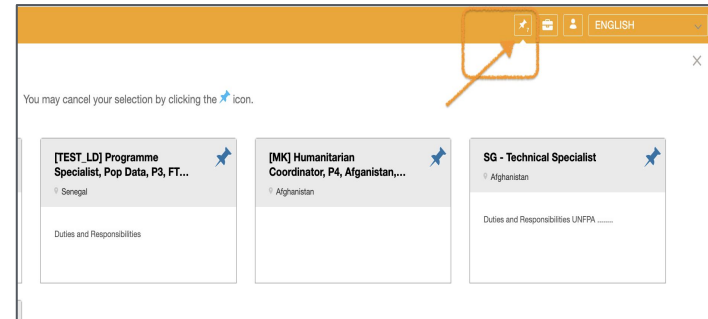 ENGLISH
X
You may cancel your selection by clicking the icon.
[TEST_LD] Programme
Specialist, Pop Data, P3, FT...
Senegal
Duties and Responsibilities
[MK] Humanitarian
Coordinator, P4, Afganistan,...
Afghanistan
SG - Technical Specialist
Afghanistan
Duties and Responsibilities UNFPA ........